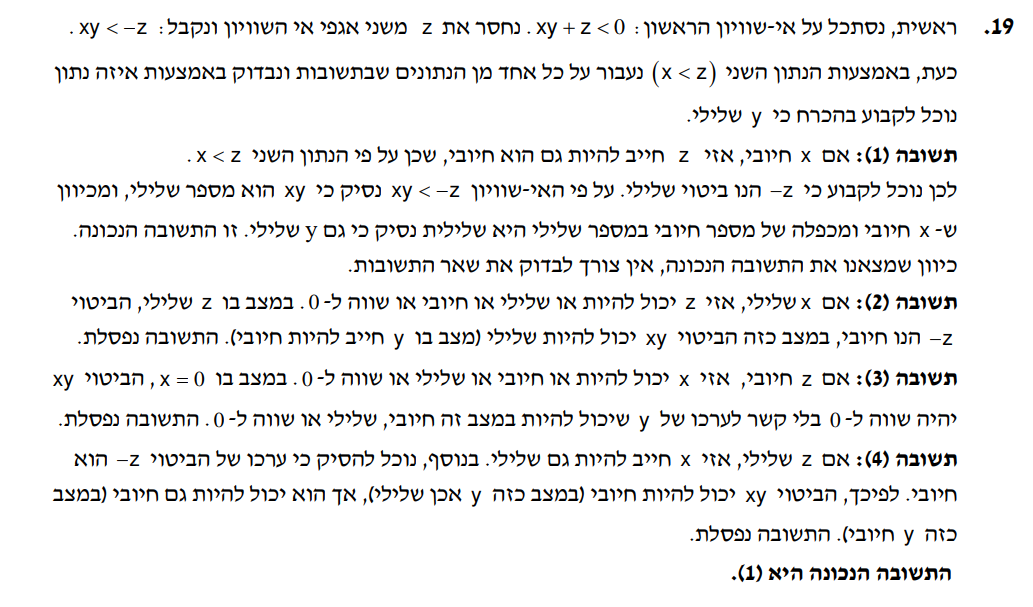 19. ראשית, נסתכל על אי-שוויון הראשון: xy + z < 0. נחסר את z משני אגפי אי השוויון ונקבל: xy < −z.
כעת, באמצעות הנתון השני (x < z) נעבור על כל אחד מן הנתונים שבתשובות ונבדוק באמצעות איזה נתון
נוכל לקבוע בהכרח כי y שלילי.
תשובה (1): אם x חיובי, אזי z חייב להיות גם הוא חיובי, שכן על פי הנתון השני x < z.
לכן נוכל לקבוע כי −z הנו ביטוי שלילי. על פי האי-שוויון xy < −z נסיק כי xy הוא מספר שלילי, ומכיוון
ש- x חיובי ומכפלה של מספר חיובי במספר שלילי היא שלילית נסיק כי גם y שלילי. זו התשובה הנכונה.
כיוון שמצאנו את התשובה הנכונה, אין צורך לבדוק את שאר התשובות.
תשובה (2): אם x שלילי, אזי z יכול להיות או שלילי או חיובי או שווה ל- 0. במצב בו z שלילי, הביטוי
−z הנו חיובי, במצב כזה הביטוי xy יכול להיות שלילי (מצב בו y חייב להיות חיובי). התשובה נפסלת.
תשובה (3): אם z חיובי, אזי x יכול להיות או חיובי או שלילי או שווה ל- 0. במצב בו x = 0, הביטוי xy
יהיה שווה ל- 0 בלי קשר לערכו של y שיכול להיות במצב זה חיובי, שלילי או שווה ל- 0. התשובה נפסלת.
תשובה (4): אם z שלילי, אזי x חייב להיות גם שלילי. בנוסף, נוכל להסיק כי ערכו של הביטוי −z הוא
חיובי. לפיכך, הביטוי xy יכול להיות חיובי (במצב כזה y אכן שלילי), אך הוא יכול להיות גם חיובי (במצב
כזה y חיובי). התשובה נפסלת.
התשובה הנכונה היא (1).